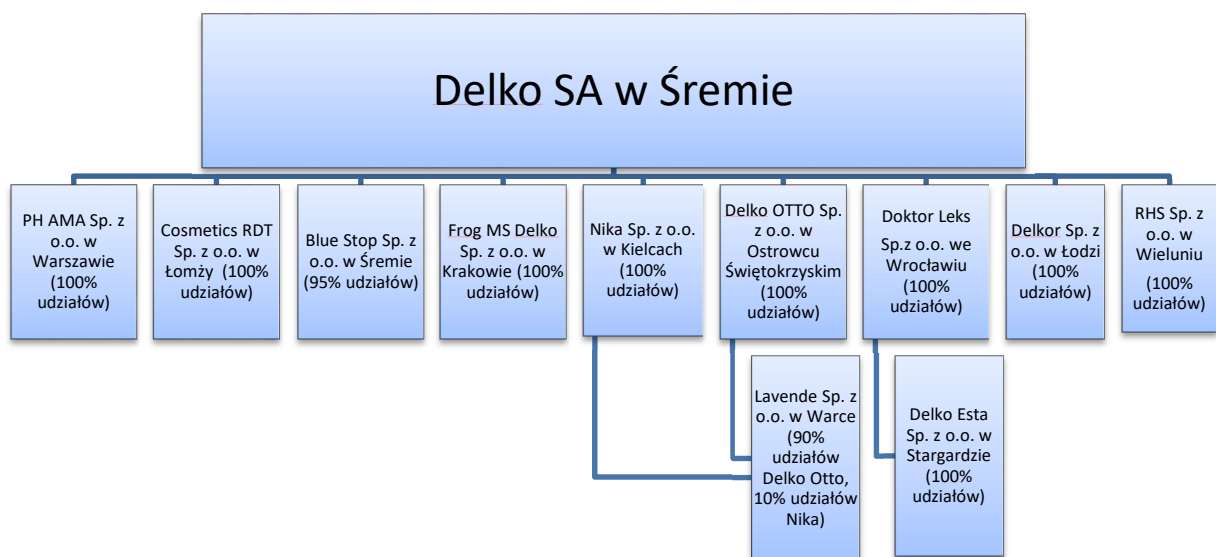 Delko SA w Śremie
PH AMA Sp. z
o.o. w
Warszawie
(100%
udziałów)
Cosmetics RDT
Sp. z o.o. w
Łomży (100%
udziałów)
Blue Stop Sp. z
o.o. w Śremie
(95% udziałów)
Frog MS Delko
Sp. z o.o. w
Krakowie (100%
udziałów)
Nika Sp. z o.o.
w Kielcach
(100%
udziałów)
Delko OTTO Sp.
z o.o. w
Ostrowcu
Świętokrzyskim
(100%
udziałów)
Doktor Leks
Sp.z o.o. we
Wrocławiu
(100%
udziałów)
Delkor Sp. z
o.o. w Łodzi
(100%
udziałów)
RHS Sp. z
o.o. w
Wieluniu
(100%
udziałów)
Lavende Sp. z
o.o. w Warce
(90%
udziałów
Delko Otto,
10% udziałów
Nika)
Delko Esta
Sp. z o.o. w
Stargardzie
(100%
udziałów)